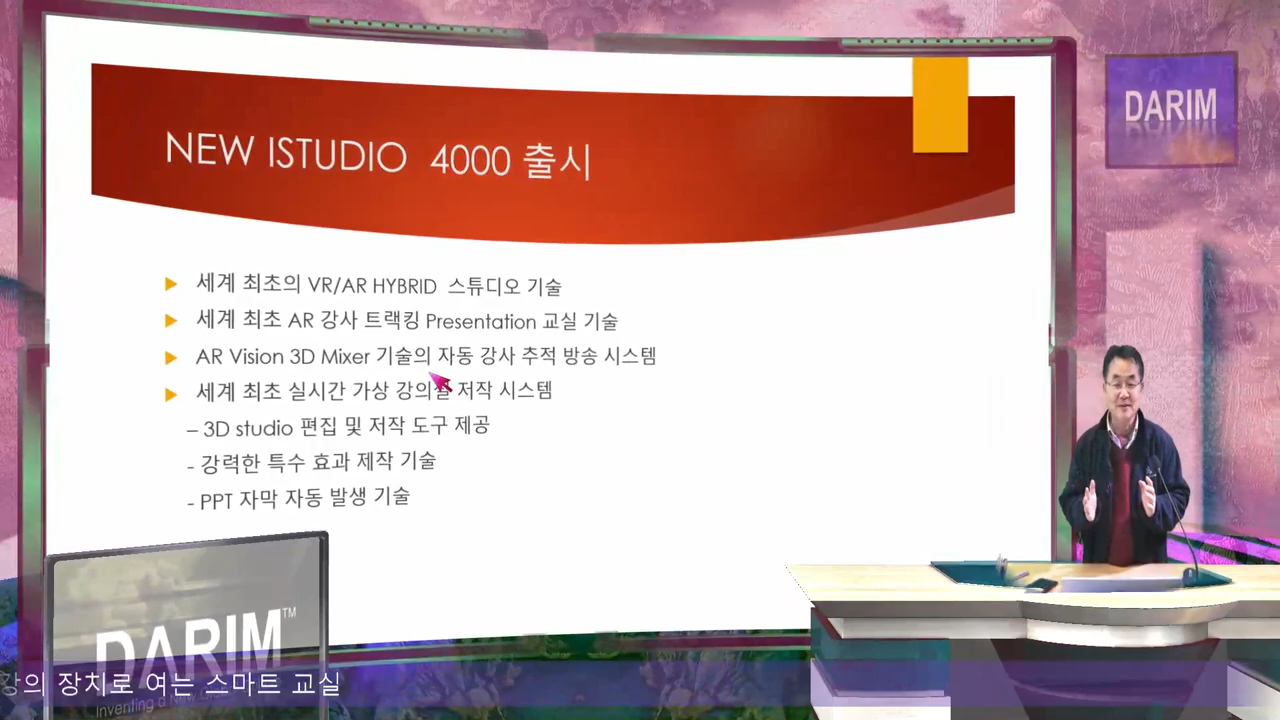 NEW ISTUDIO 4000 출시
DARIM
세계 최초의 VR/AR HYBRID 스튜디오 기술
세계 최초 AR 강사 트랙킹 Presentation 교실 기술
AR Vision 3D Mixer 기술의 자동 강사 추적 방송 시스템
세계 최초 실시간 가상 강의실 저작 시스템
– 3D studio 편집 및 저작 도구 제공
- 강력한 특수 효과 제작 기술
- PPT 자막 자동 발생 기술
DARIM™
강의 장치로 여는 스마트 교실
Inventing a